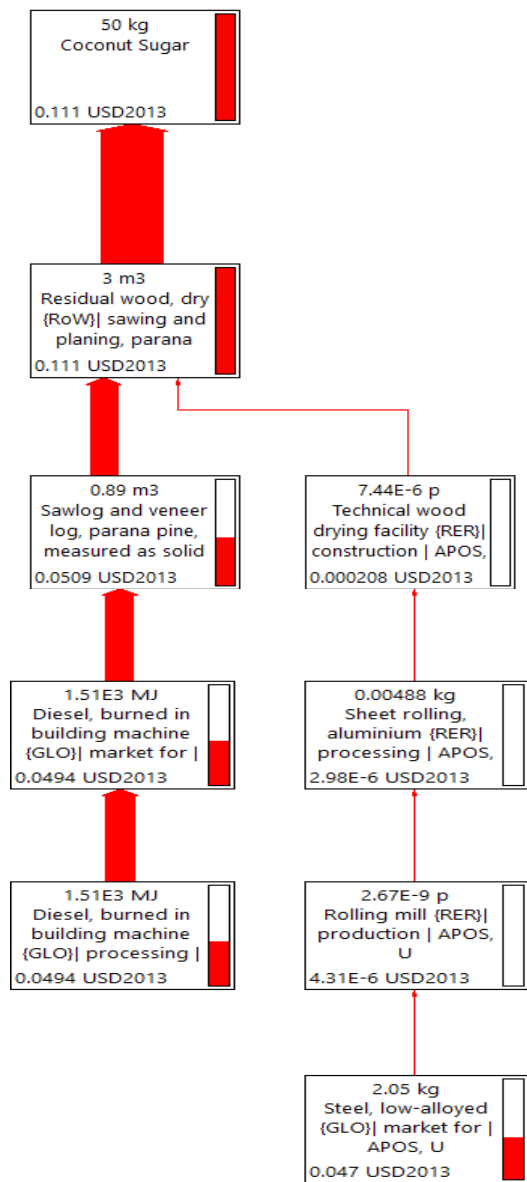 50 kg
Coconut Sugar
0.111 USD2013
3 m3
Residual wood, dry
{RoW}| sawing and
planing, parana
0.111 USD2013
0.89 m3
Sawlog and veneer
log, parana pine,
measured as solid
0.0509 USD2013
7.44E-6 p
Technical wood
drying facility {RER}|
construction | APOS,
0.000208 USD2013
1.51E3 MJ
Diesel, burned in
building machine
{GLO}| market for |
0.0494 USD2013
0.00488 kg
Sheet rolling,
aluminium {RER}|
processing | APOS,
2.98E-6 USD2013
1.51E3 MJ
Diesel, burned in
building machine
{GLO}| processing |
0.0494 USD2013
2.67E-9 p
Rolling mill {RER}|
production | APOS,
U
4.31E-6 USD2013
2.05 kg
Steel, low-alloyed
{GLO}| market for |
APOS, U
0.047 USD2013